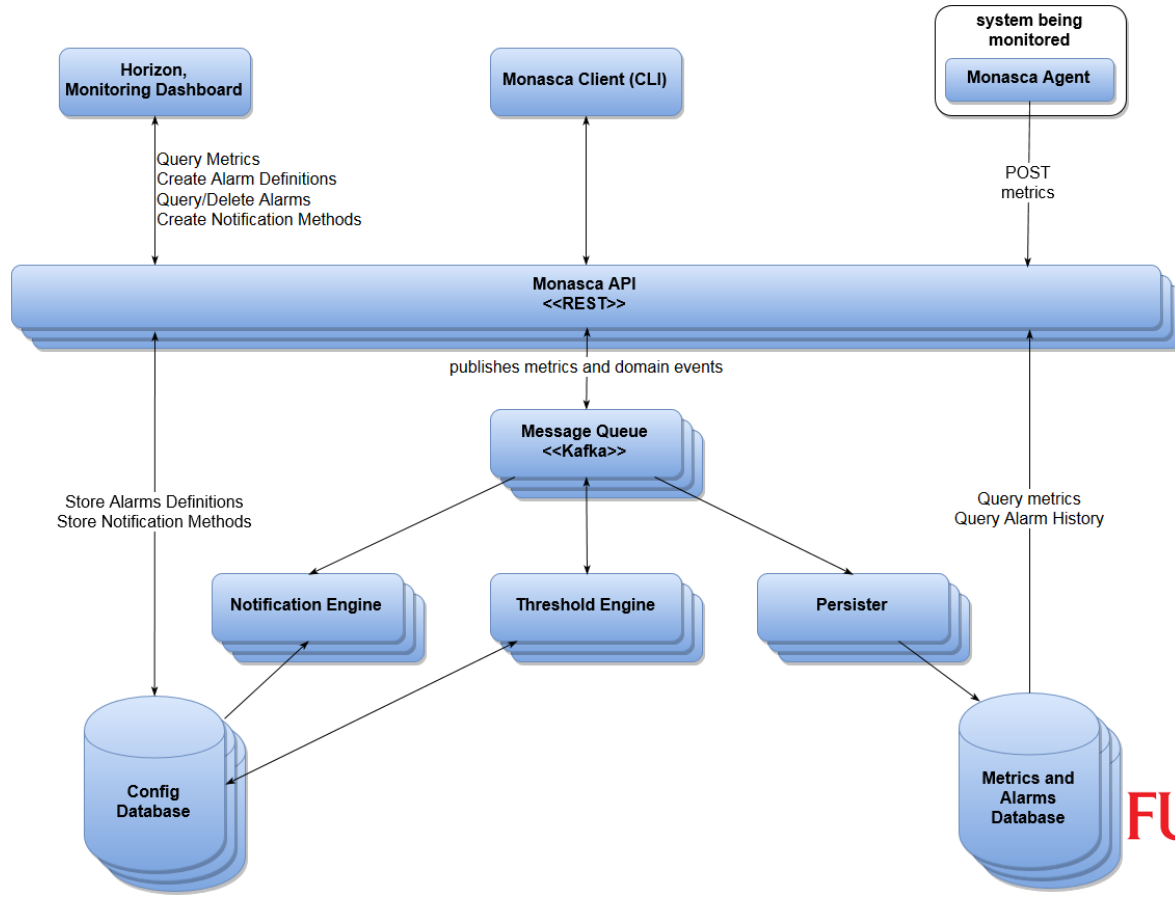 system being
monitored
Horizon,
Monitoring Dashboard
Monasca Client (CLI)
Monasca Agent
Query Metrics
Create Alarm Definitions
Query/Delete Alarms
Create Notification Methods
POST
metrics
Monasca API
<<REST>>
publishes metrics and domain events
Message Queue
<<Kafka>>
Store Alarms Definitions
Store Notification Methods
Query metrics
Query Alarm History
Notification Engine
Threshold Engine
Persister
Config
Database
Metrics and
Alarms
Database